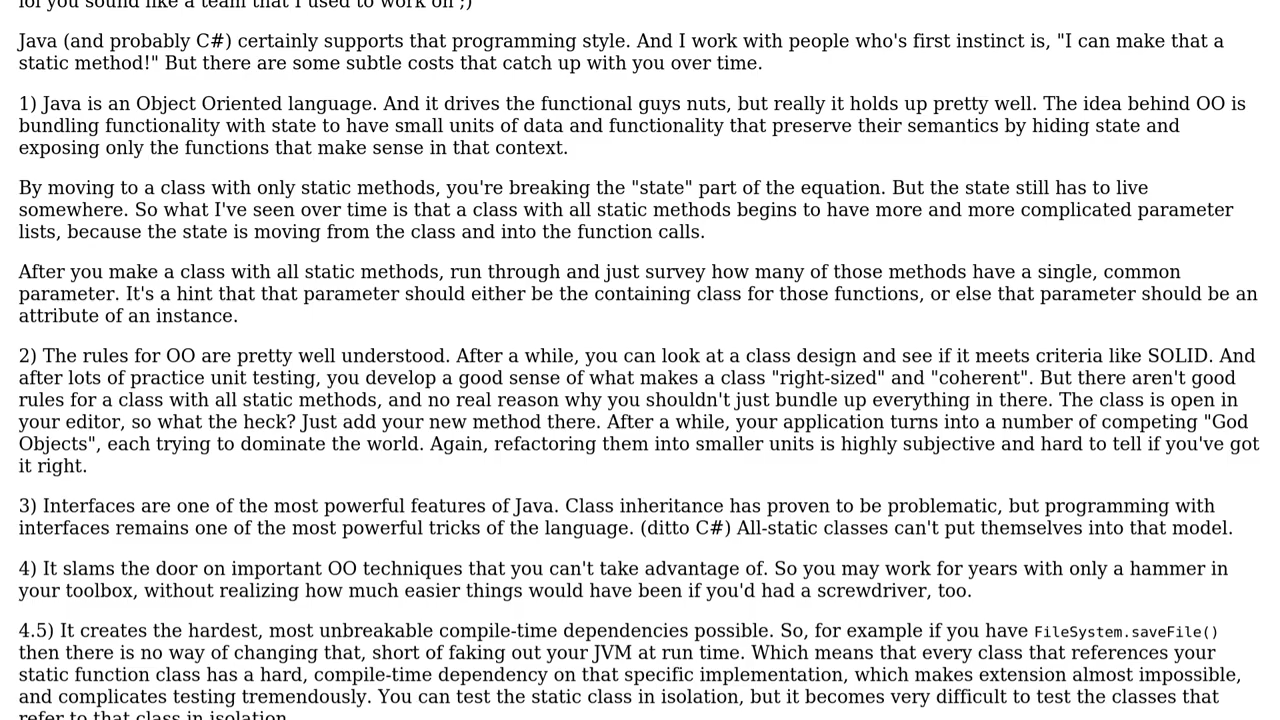 lol you sound like a team that I used to work on ;)
Java (and probably C#) certainly supports that programming style. And I work with people who's first instinct is, "I can make that a
static method!" But there are some subtle costs that catch up with you over time.
1) Java is an Object Oriented language. And it drives the functional guys nuts, but really it holds up pretty well. The idea behind OO is
bundling functionality with state to have small units of data and functionality that preserve their semantics by hiding state and
exposing only the functions that make sense in that context.
By moving to a class with only static methods, you're breaking the "state" part of the equation. But the state still has to live
somewhere. So what I've seen over time is that a class with all static methods begins to have more and more complicated parameter
lists, because the state is moving from the class and into the function calls.
After you make a class with all static methods, run through and just survey how many of those methods have a single, common
parameter. It's a hint that that parameter should either be the containing class for those functions, or else that parameter should be an
attribute of an instance.
2) The rules for OO are pretty well understood. After a while, you can look at a class design and see if it meets criteria like SOLID. And
after lots of practice unit testing, you develop a good sense of what makes a class "right-sized" and "coherent". But there aren't good
rules for a class with all static methods, and no real reason why you shouldn't just bundle up everything in there. The class is open in
your editor, so what the heck? Just add your new method there. After a while, your application turns into a number of competing "God
Objects", each trying to dominate the world. Again, refactoring them into smaller units is highly subjective and hard to tell if you've got
it right.
3) Interfaces are one of the most powerful features of Java. Class inheritance has proven to be problematic, but programming with
interfaces remains one of the most powerful tricks of the language. (ditto C#) All-static classes can't put themselves into that model.
4) It slams the door on important OO techniques that you can't take advantage of. So you may work for years with only a hammer in
your toolbox, without realizing how much easier things would have been if you'd had a screwdriver, too.
4.5) It creates the hardest, most unbreakable compile-time dependencies possible. So, for example if you have FileSystem.saveFile()
then there is no way of changing that, short of faking out your JVM at run time. Which means that every class that references your
static function class has a hard, compile-time dependency on that specific implementation, which makes extension almost impossible,
and complicates testing tremendously. You can test the static class in isolation, but it becomes very difficult to test the classes that
refer to that class in isolation.